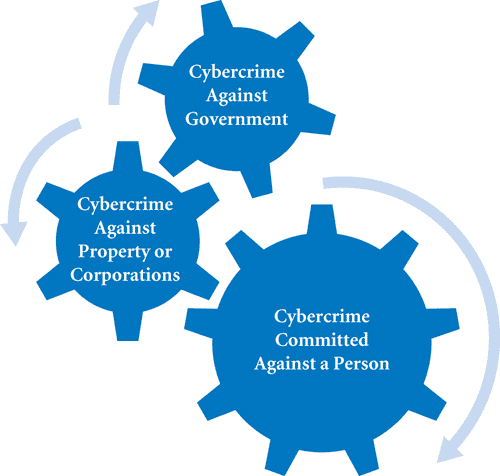 Cybercrime
Against
Government
Cybercrime
Against
Property or
Corporations
Cybercrime
Committed
Against a Person